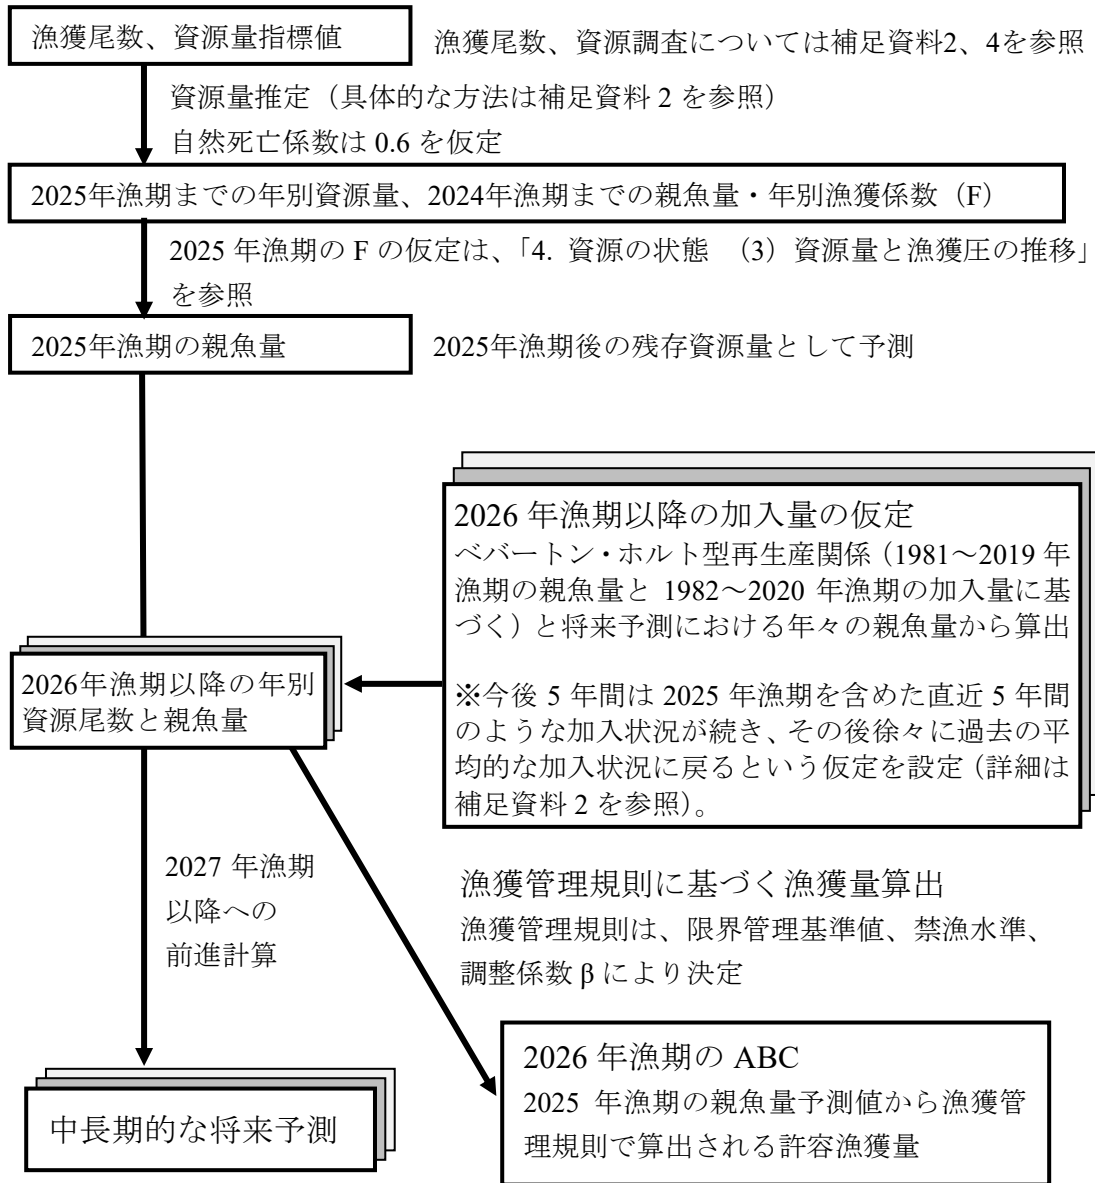 漁獲尾数、資源量指標値
漁獲尾数、資源調査については補足資料2、4を参照
資源量推定（具体的な方法は補足資料 2 を参照）
自然死亡係数は 0.6 を仮定
2025年漁期までの年別資源量、2024年漁期までの親魚量・年別漁獲係数（F）
2025 年漁期の F の仮定は、「4. 資源の状態　（3）資源量と漁獲圧の推移」
を参照
2025年漁期の親魚量
2025年漁期後の残存資源量として予測
2026 年漁期以降の加入量の仮定
ベバートン・ホルト型再生産関係（1981～2019 年
漁期の親魚量と 1982～2020 年漁期の加入量に基
づく）と将来予測における年々の親魚量から算出
※今後 5 年間は 2025 年漁期を含めた直近 5 年間
のような加入状況が続き、その後徐々に過去の平
均的な加入状況に戻るという仮定を設定（詳細は
補足資料 2 を参照）。
2026年漁期以降の年別
資源尾数と親魚量
2027 年漁期
以降への
前進計算
漁獲管理規則に基づく漁獲量算出
漁獲管理規則は、限界管理基準値、禁漁水準、
調整係数 β により決定
2026 年漁期の ABC
2025 年漁期の親魚量予測値から漁獲管
理規則で算出される許容漁獲量
中長期的な将来予測